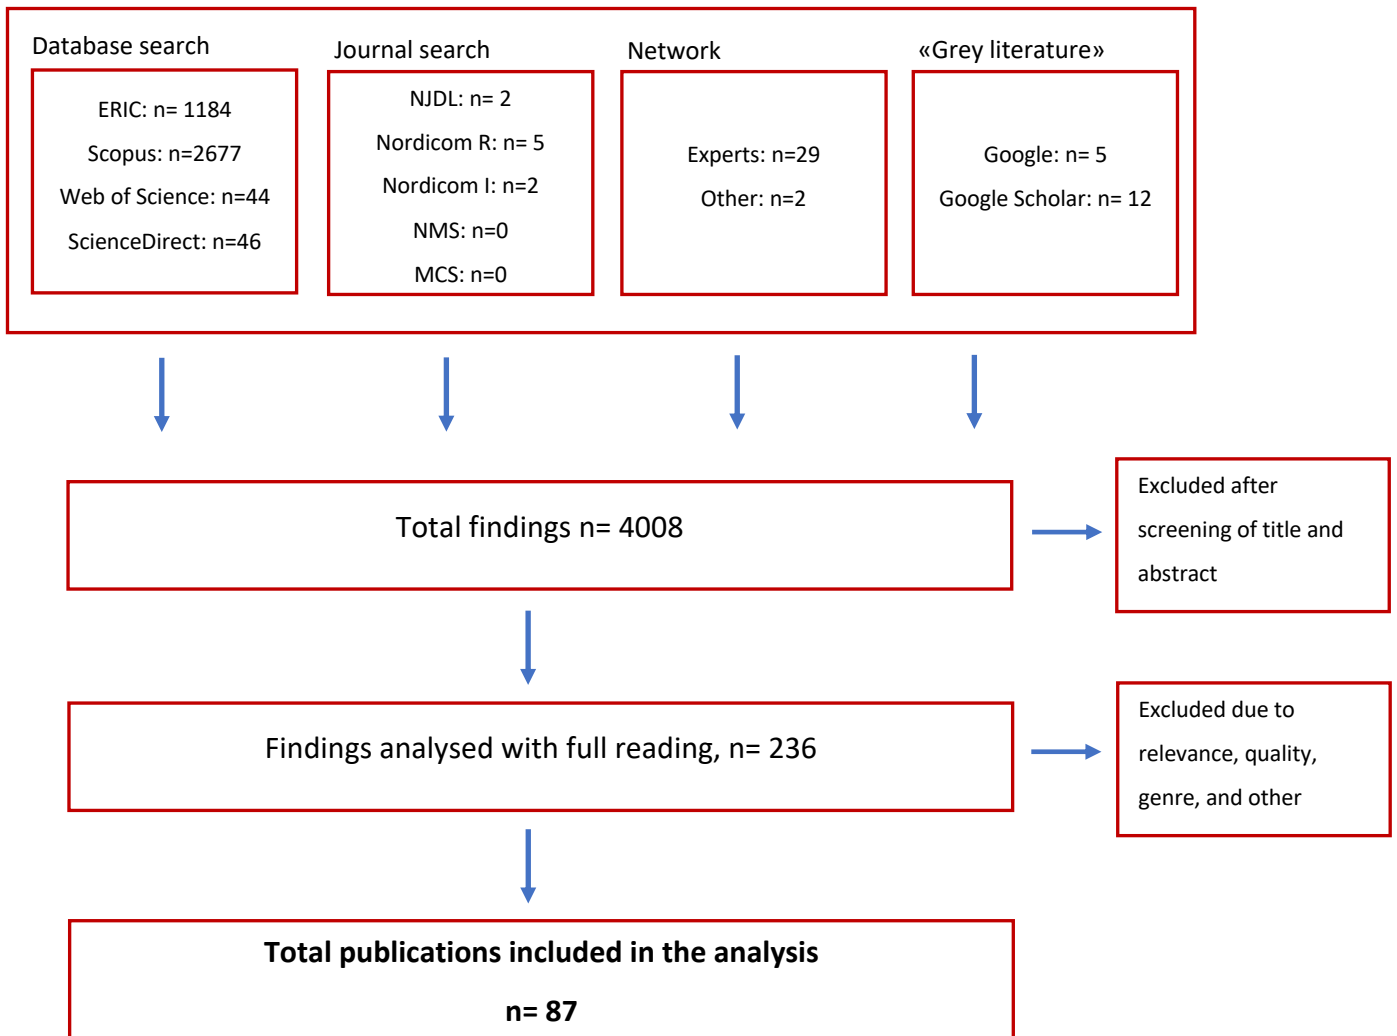 Database search
ERIC: n= 1184
Scopus: n=2677
Web of Science: n=44
ScienceDirect: n=46
Journal search
NJDL: n= 2
Nordicom R: n= 5
Nordicom I: n=2
NMS: n=0
MCS: n=0
Network
Experts: n=29
Other: n=2
«Grey literature»
Google: n= 5
Google Scholar: n= 12
Total findings n= 4008
Excluded after
screening of title and
abstract
Findings analysed with full reading, n= 236
Excluded due to
relevance, quality,
genre, and other
Total publications included in the analysis
n= 87